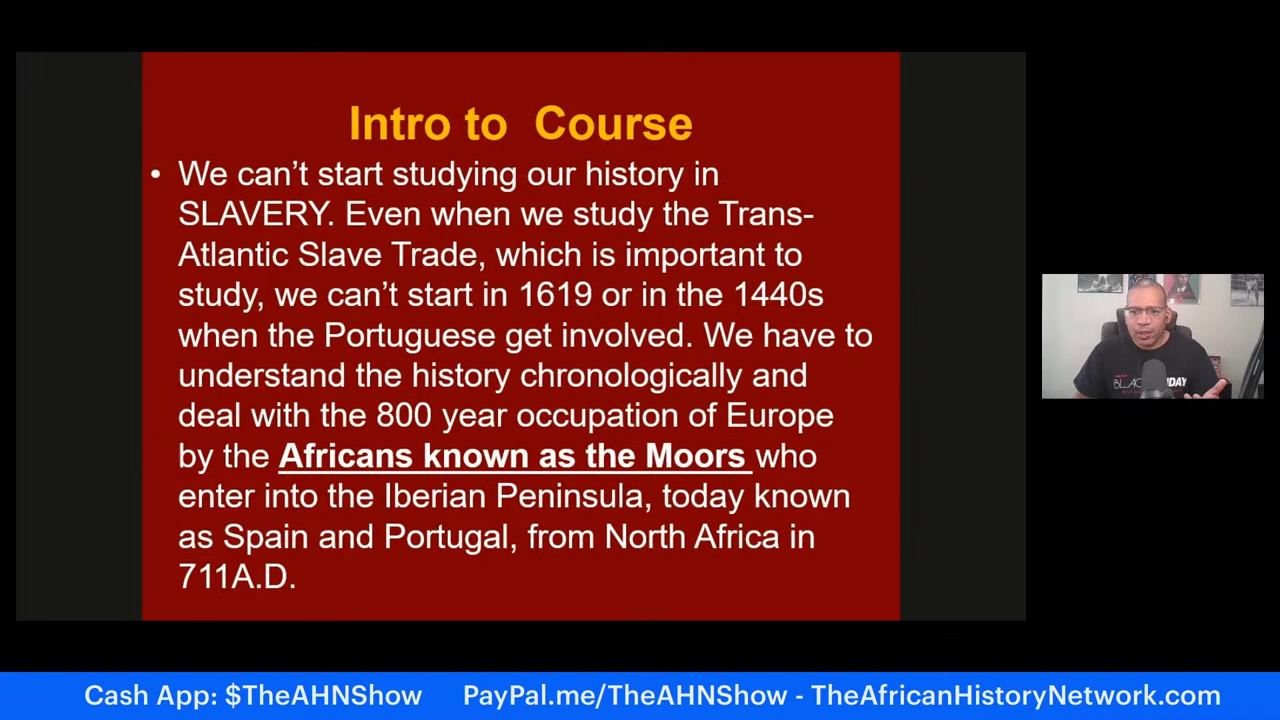 Intro to Course
• We can’t start studying our history in
SLAVERY. Even when we study the Trans-
Atlantic Slave Trade, which is important to
study, we can’t start in 1619 or in the 1440s
when the Portuguese get involved. We have to
understand the history chronologically and
deal with the 800 year occupation of Europe
by the Africans known as the Moors who
enter into the Iberian Peninsula, today known
as Spain and Portugal, from North Africa in
711A.D.
Cash App: $TheAHNShow PayPal.me/TheAHNShow - TheAfricanHistoryNetwork.com